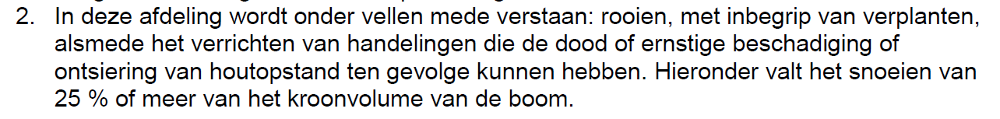 2. In deze afdeling wordt onder vellen mede verstaan: rooien, met inbegrip van verplanten,
alsmede het verrichten van handelingen die de dood of ernstige beschadiging of
ontsiering van houtopstand ten gevolge kunnen hebben. Hieronder valt het snoeien van
25 % of meer van het kroonvolume van de boom.